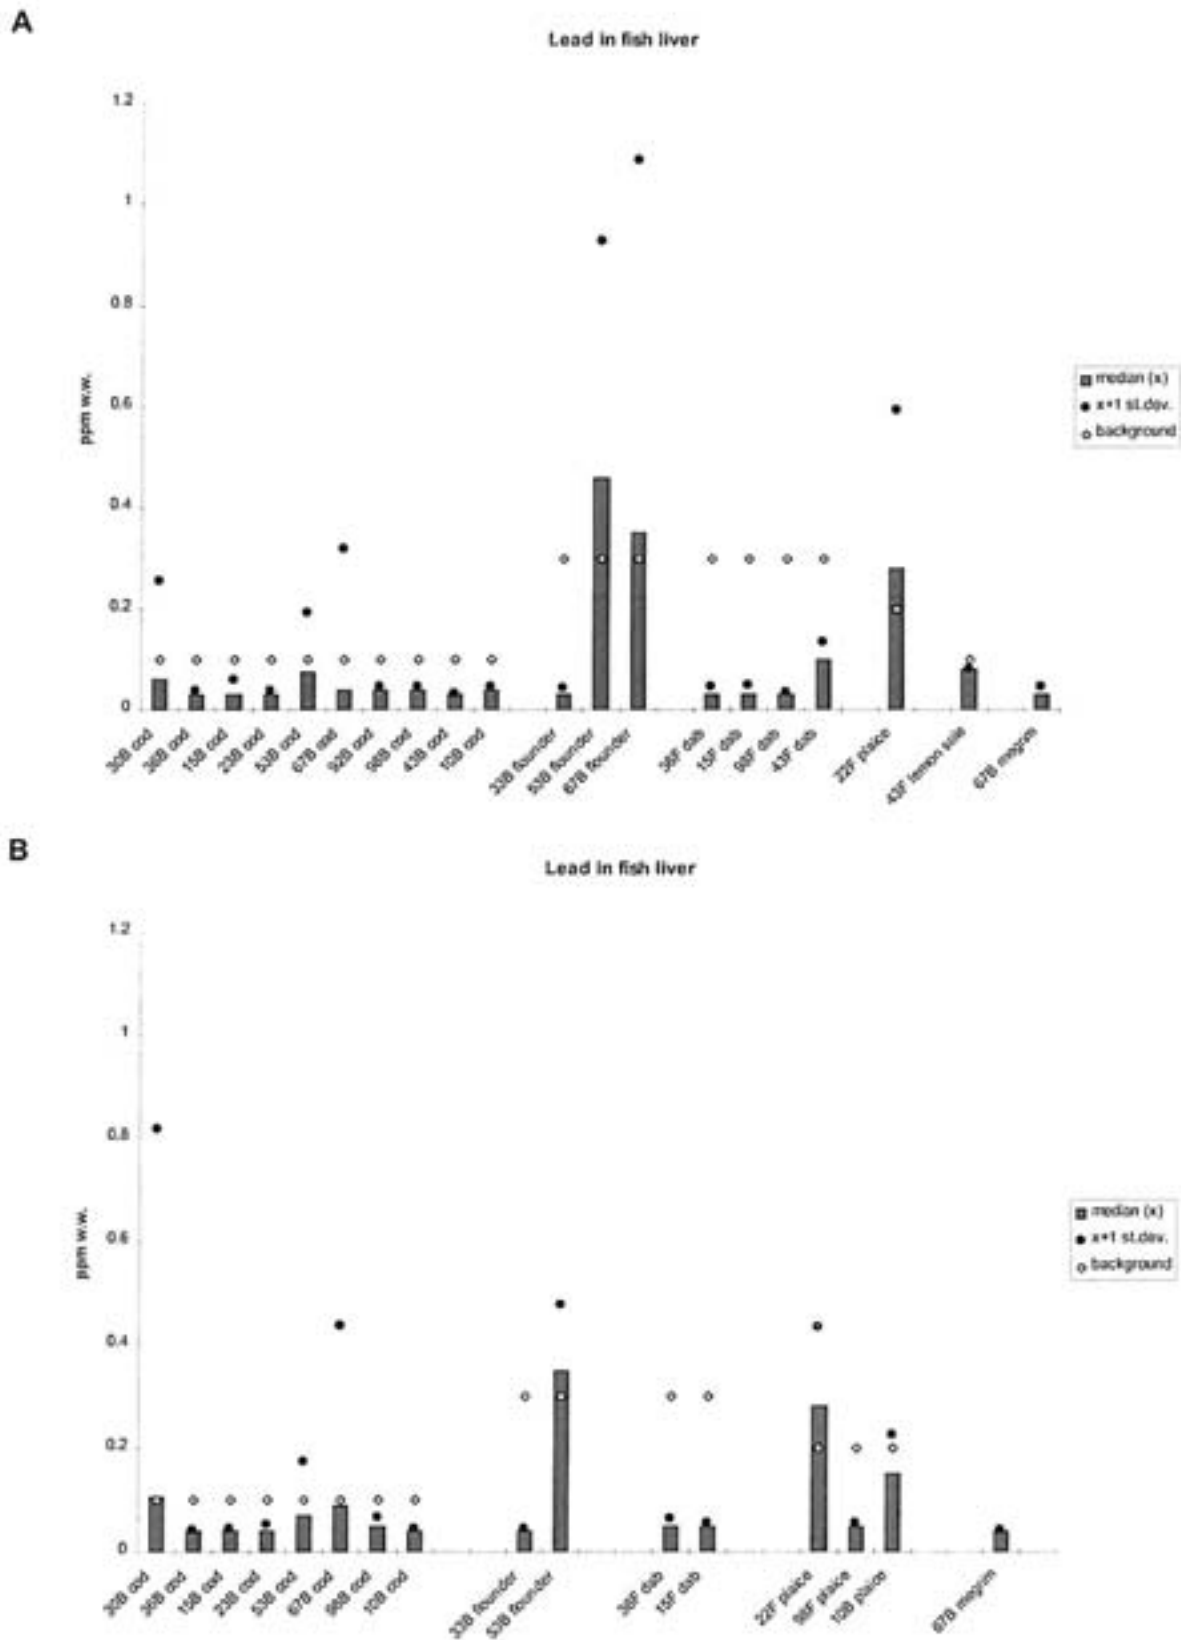 A
Lead in fish liver
1.2
1
0.8
0.6
0.4
0.2
0
ppm w.w.
median (x)
x+1 st.dev.
background
30B cod
36B cod
15B cod
23B cod
53B cod
67B cod
92B cod
98B cod
43B cod
10B cod
33B flounder
53B flounder
67B flounder
36F dab
15F dab
98F dab
43F dab
22F plaice
43F lemon sole
67B megrim
B
Lead in fish liver
1.2
1
0.8
0.6
0.4
0.2
0
ppm w.w.
median (x)
x+1 st.dev.
background
30B cod
36B cod
15B cod
23B cod
53B cod
67B cod
98B cod
10B cod
33B flounder
53B flounder
36F dab
15F dab
22F plaice
98F plaice
10B plaice
67B megrim